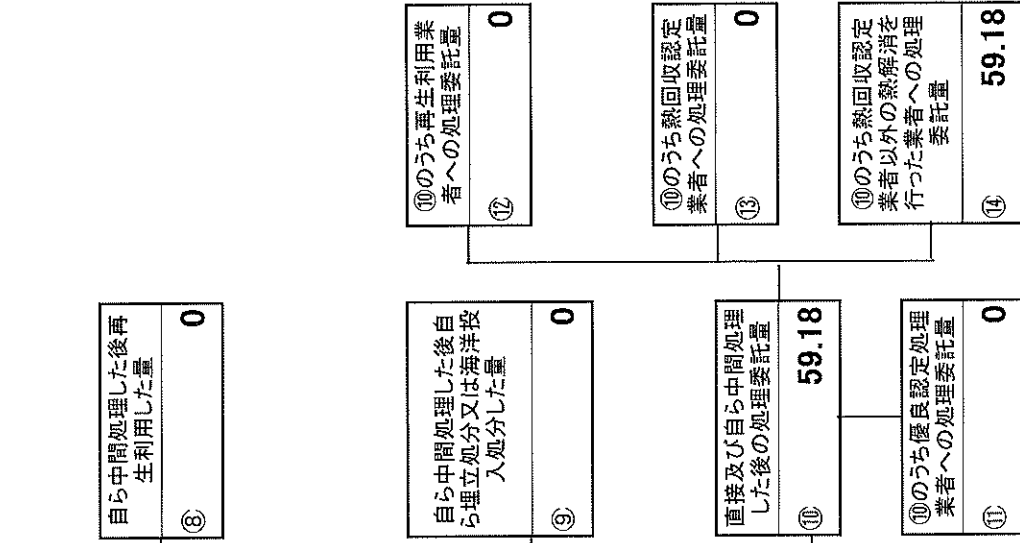 自ら中間処理した後再
生利用した量
⑧ 0
自ら中間処理した後自
ら埋立処分又は海洋投
入処分した量
⑨ 0
直接及び自ら中間処理
した後の処理委託量
⑩ 59.18
⑩のうち優良認定処理
業者への処理委託量
⑪ 0
⑩のうち再生利用業
者への処理委託量
⑫ 0
⑩のうち熱回収認定
業者への処理委託量
⑬ 0
⑩のうち熱回収認定
業者以外の熱解消を
行った業者への処理
委託量
⑭ 59.18